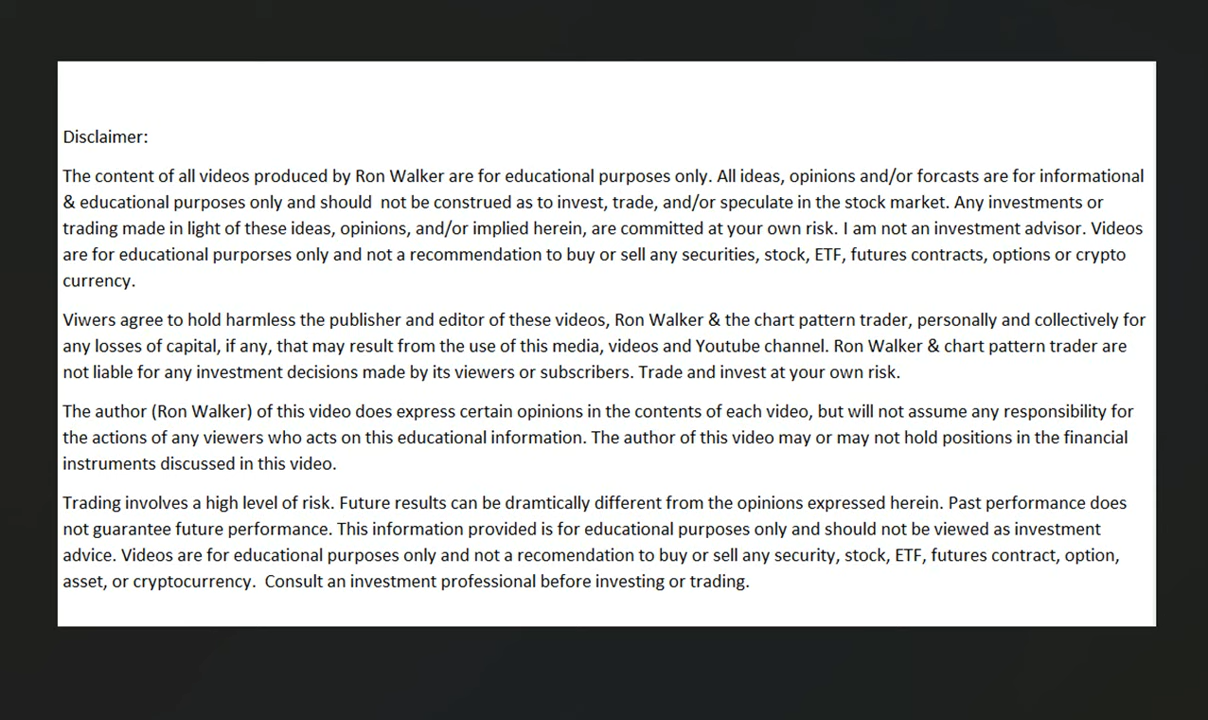 Disclaimer:
The content of all videos produced by Ron Walker are for educational purposes only. All ideas, opinions and/or forcasts are for informational
& educational purposes only and should  not be construed as to invest, trade, and/or speculate in the stock market. Any investments or
trading made in light of these ideas, opinions, and/or implied herein, are committed at your own risk. I am not an investment advisor. Videos
are for educational purporses only and not a recommendation to buy or sell any securities, stock, ETF, futures contracts, options or crypto
currency.
Viwers agree to hold harmless the publisher and editor of these videos, Ron Walker & the chart pattern trader, personally and collectively for
any losses of capital, if any, that may result from the use of this media, videos and Youtube channel. Ron Walker & chart pattern trader are
not liable for any investment decisions made by its viewers or subscribers. Trade and invest at your own risk.
The author (Ron Walker) of this video does express certain opinions in the contents of each video, but will not assume any responsibility for
the actions of any viewers who acts on this educational information. The author of this video may or may not hold positions in the financial
instruments discussed in this video.
Trading involves a high level of risk. Future results can be dramtically different from the opinions expressed herein. Past performance does
not guarantee future performance. This information provided is for educational purposes only and should not be viewed as investment
advice. Videos are for educational purposes only and not a recomendation to buy or sell any security, stock, ETF, futures contract, option,
asset, or cryptocurrency.  Consult an investment professional before investing or trading.